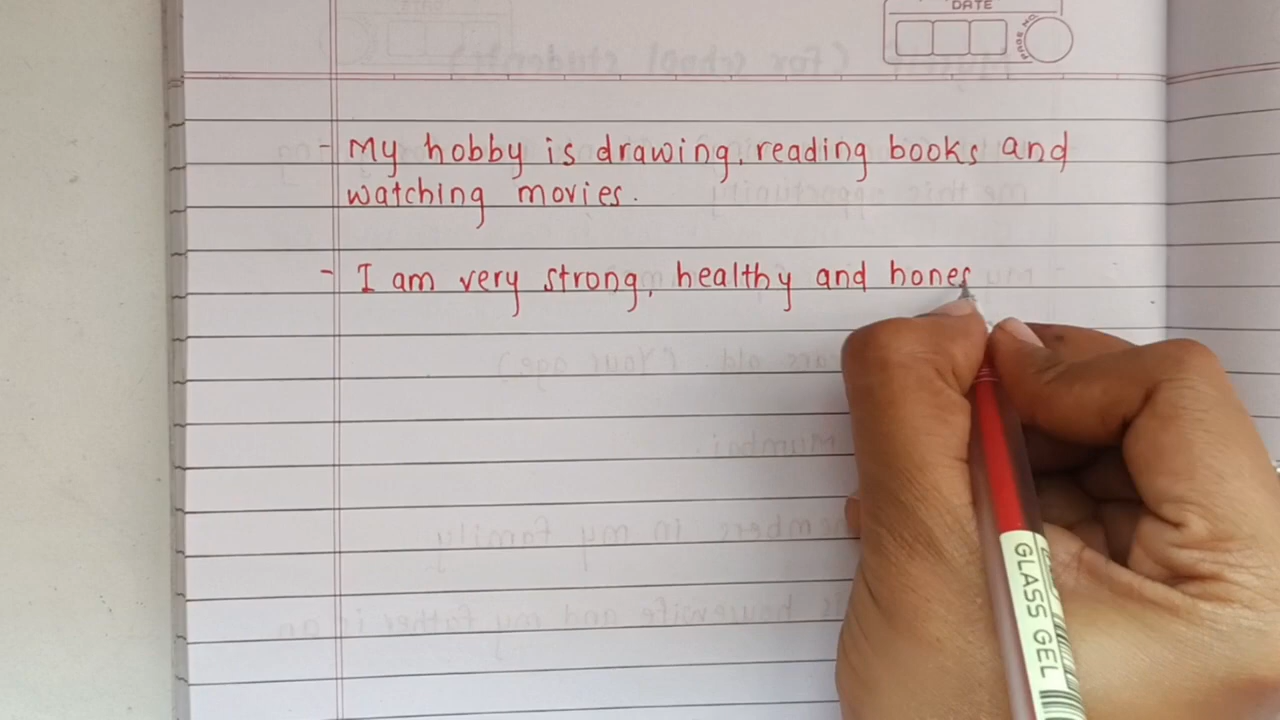 DATE
- My hobby is drawing, reading books and
watching movies.
- I am very strong, healthy and hones
GLASS GEL